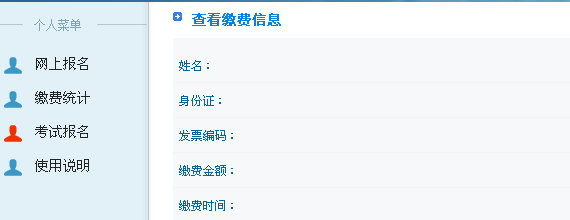 个人菜单
网上报名
缴费统计
考试报名
使用说明
查看缴费信息
姓名：
身份证：
发票编码：
缴费金额：
缴费时间：